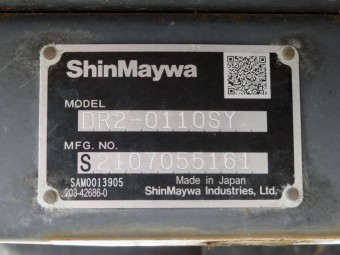 ShinMaywa
MODEL
DR2-0110SY
MFG. NO.
S2107055161
SAM0013905
Made in Japan
203-42686-0
ShinMaywa Industries, Ltd.